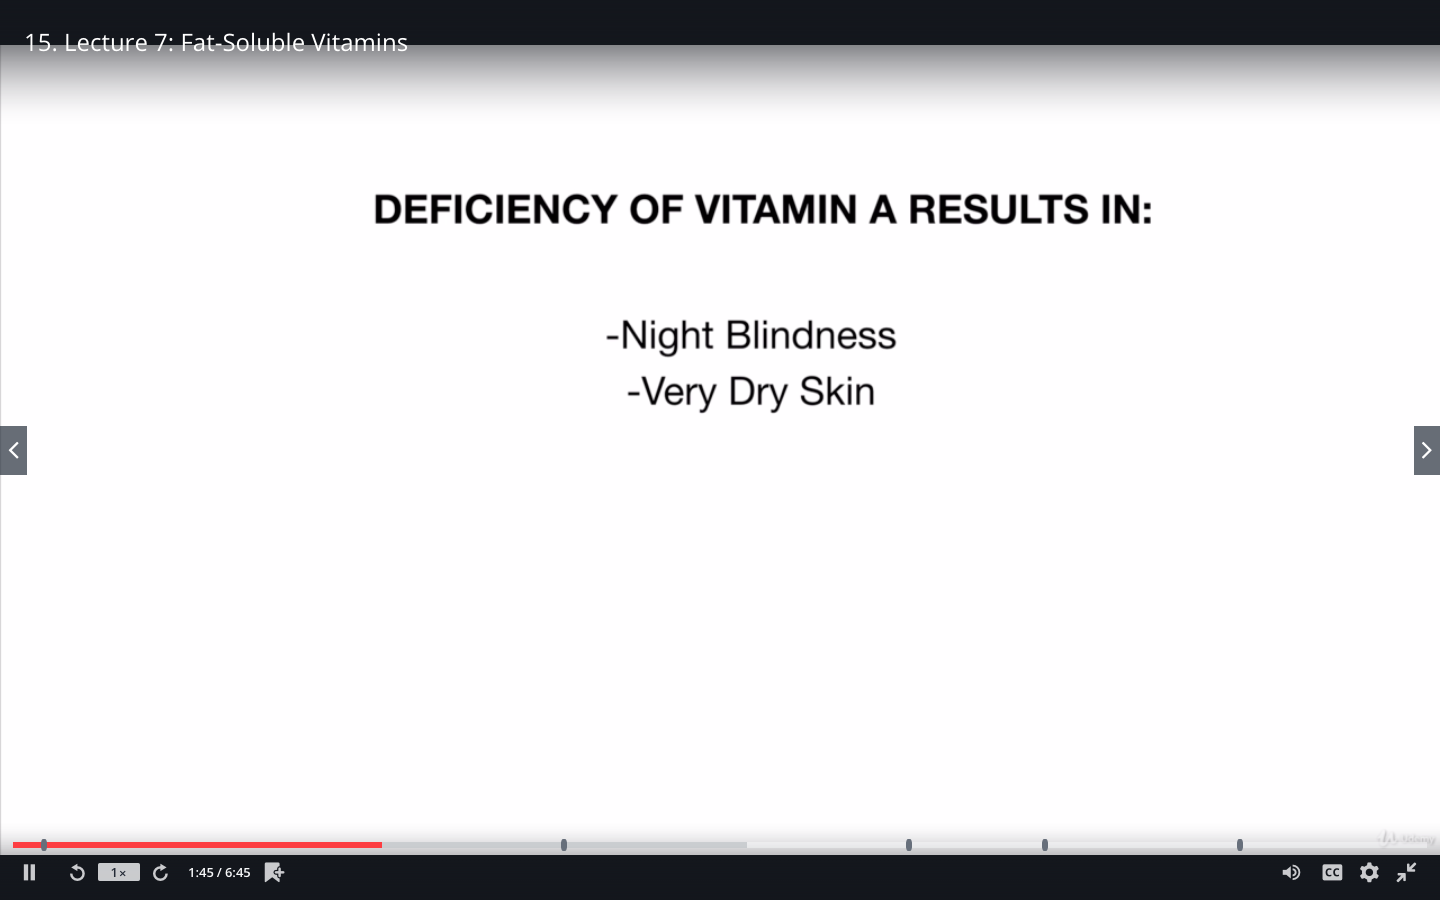 15. Lecture 7: Fat-Soluble Vitamins
DEFICIENCY OF VITAMIN A RESULTS IN:
-Night Blindness
-Very Dry Skin
1×
1:45 / 6:45
CC